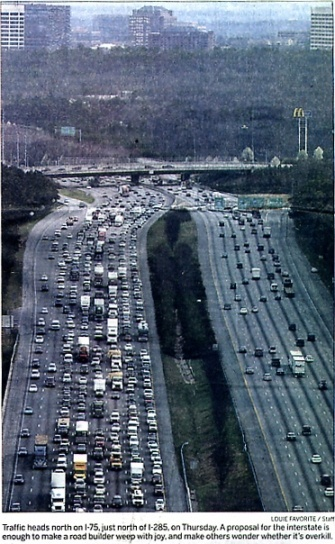 LOUIE FAVORITE / Staff
Traffic heads north on I-75, just north of I-285, on Thursday. A proposal for the interstate is
enough to make a road builder weep with joy, and make others wonder whether it's overkill.